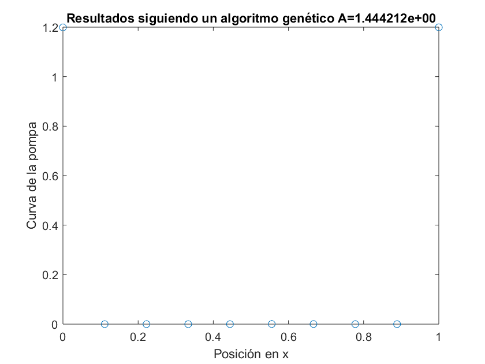 Resultados siguiendo un algoritmo genético A=1.444212e+00
1.2
1
0.8
0.6
0.4
0.2
0
Curva de la pompa
0 0.2 0.4 0.6 0.8 1
Posición en x